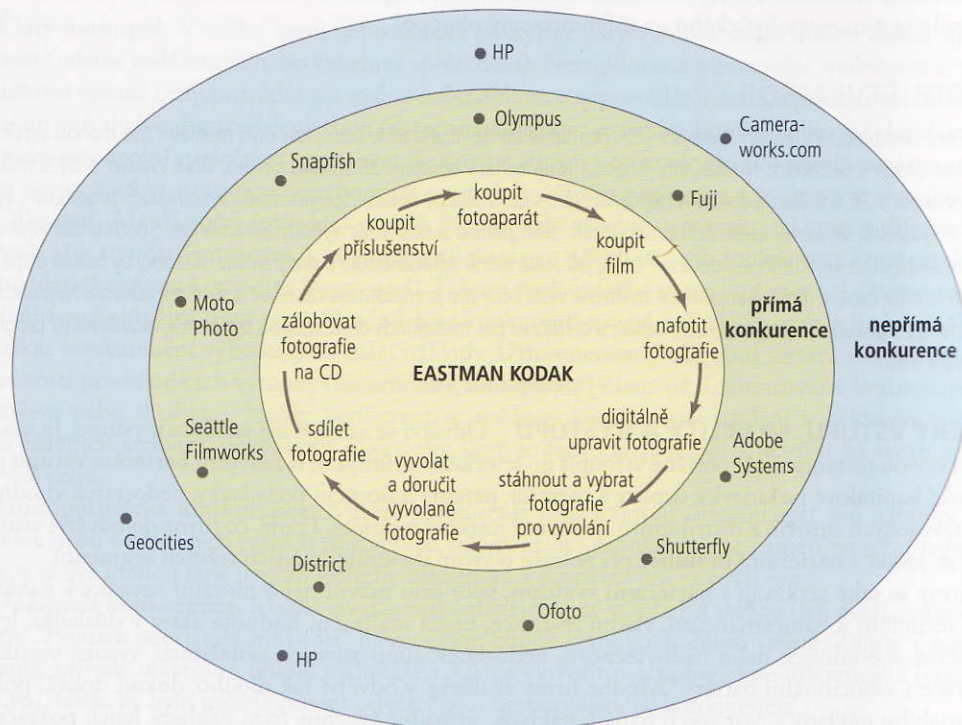 HP
Olympus
Camera-
works.com
Snapfish
Fuji
koupit
fotoaparát
koupit
příslušenství
koupit
film
Moto
Photo
přímá
konkurence
nepřímá
konkurence
zálohovat
fotografie
na CD
nafotit
fotografie
EASTMAN KODAK
digitálně
upravit fotografie
sdílet
fotografie
Seattle
Filmworks
vyvolat
a doručit
vyvolané
fotografie
stáhnout a vybrat
fotografie
pro vyvolání
Adobe
Systems
Geocities
District
Shutterfly
Ofoto
HP